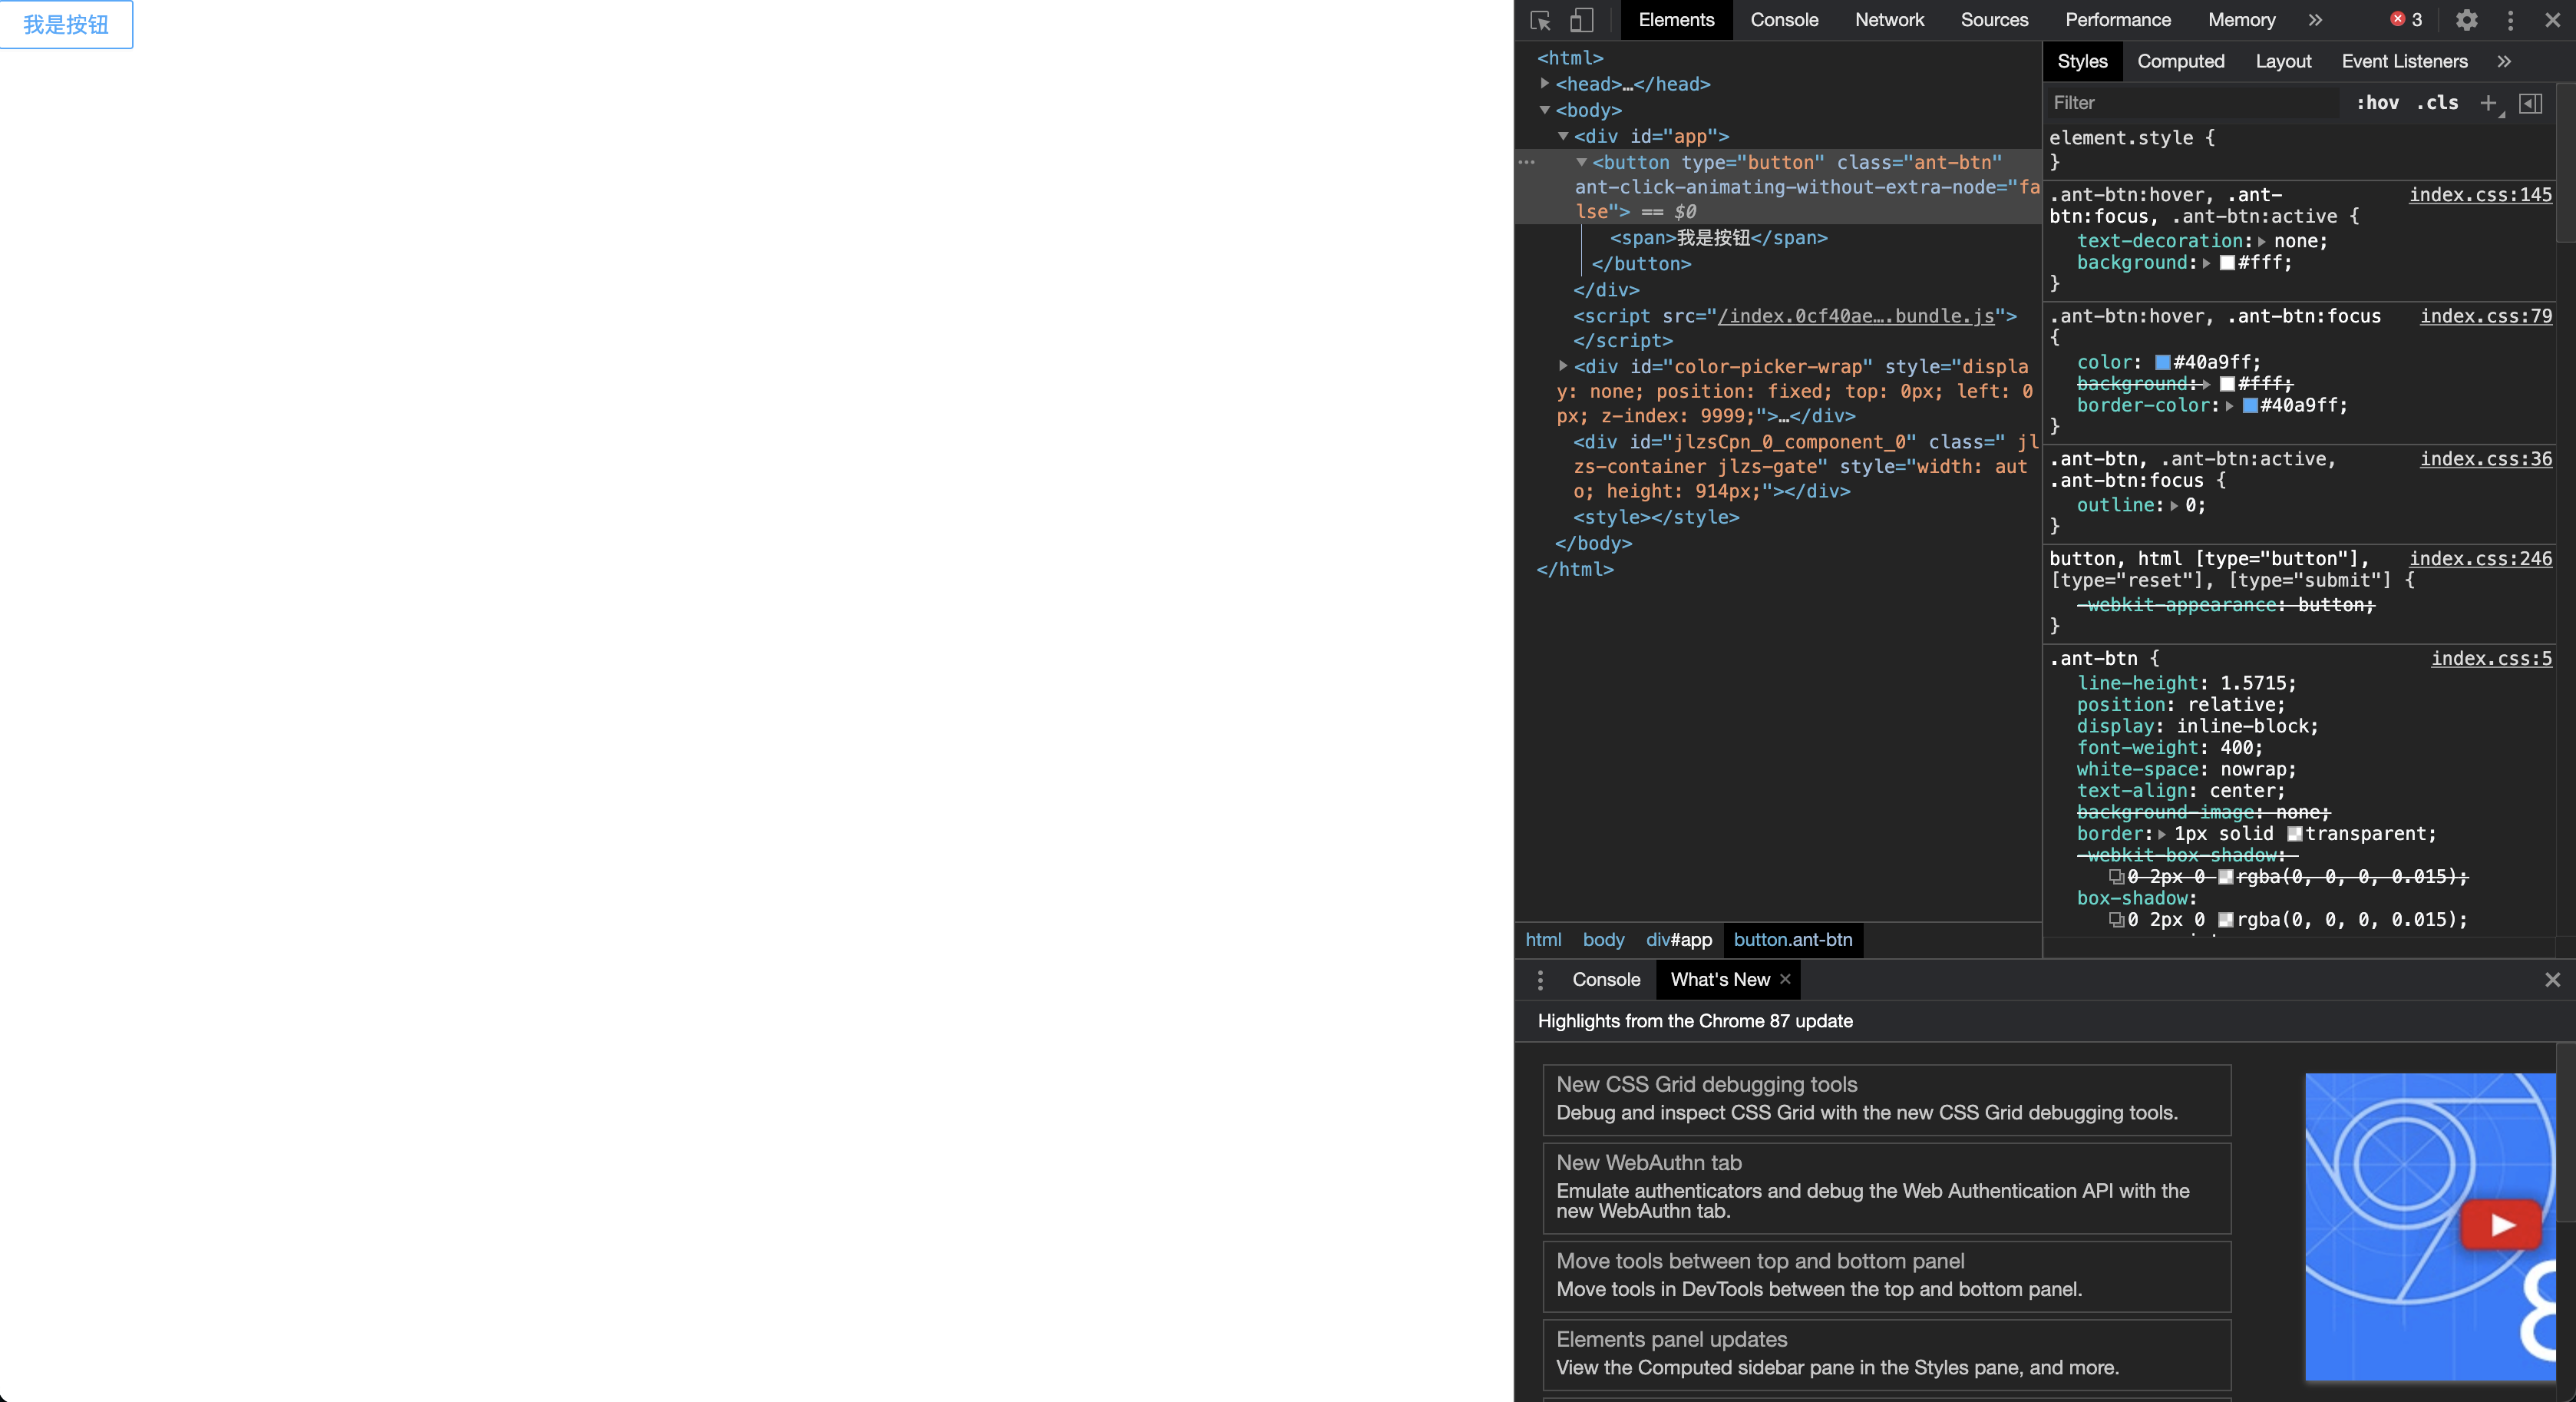 我是按钮
Elements Console Network Sources Performance Memory » 3
<html>
<head>…</head>
<body>
<div id="app">
<button type="button" class="ant-btn"
ant-click-animating-without-extra-node="fa
lse"> == $0
<span>我是按钮</span>
</button>
</div>
<script src="/index.0cf40ae….bundle.js">
</script>
<div id="color-picker-wrap" style="displa
y: none; position: fixed; top: 0px; left: 0
px; z-index: 9999;">…</div>
<div id="jlzsCpn_0_component_0" class=" jl
zs-container jlzs-gate" style="width: aut
o; height: 914px;"></div>
<style></style>
</body>
</html>
html body div#app button.ant-btn
Styles Computed Layout Event Listeners »
Filter :hov .cls
element.style {
}
.ant-btn:hover, .ant- index.css:145
btn:focus, .ant-btn:active {
text-decoration: none;
background: #fff;
}
.ant-btn:hover, .ant-btn:focus index.css:79
{
color: #40a9ff;
background: #fff;
border-color: #40a9ff;
}
.ant-btn, .ant-btn:active, index.css:36
.ant-btn:focus {
outline: 0;
}
button, html [type="button"], index.css:246
[type="reset"], [type="submit"] {
-webkit-appearance: button;
}
.ant-btn { index.css:5
line-height: 1.5715;
position: relative;
display: inline-block;
font-weight: 400;
white-space: nowrap;
text-align: center;
background-image: none;
border: 1px solid transparent;
-webkit-box-shadow:
0 2px 0 rgba(0, 0, 0, 0.015);
box-shadow:
0 2px 0 rgba(0, 0, 0, 0.015);
Console What's New
Highlights from the Chrome 87 update
New CSS Grid debugging tools
Debug and inspect CSS Grid with the new CSS Grid debugging tools.
New WebAuthn tab
Emulate authenticators and debug the Web Authentication API with the
new WebAuthn tab.
Move tools between top and bottom panel
Move tools in DevTools between the top and bottom panel.
Elements panel updates
View the Computed sidebar pane in the Styles pane, and more.
8